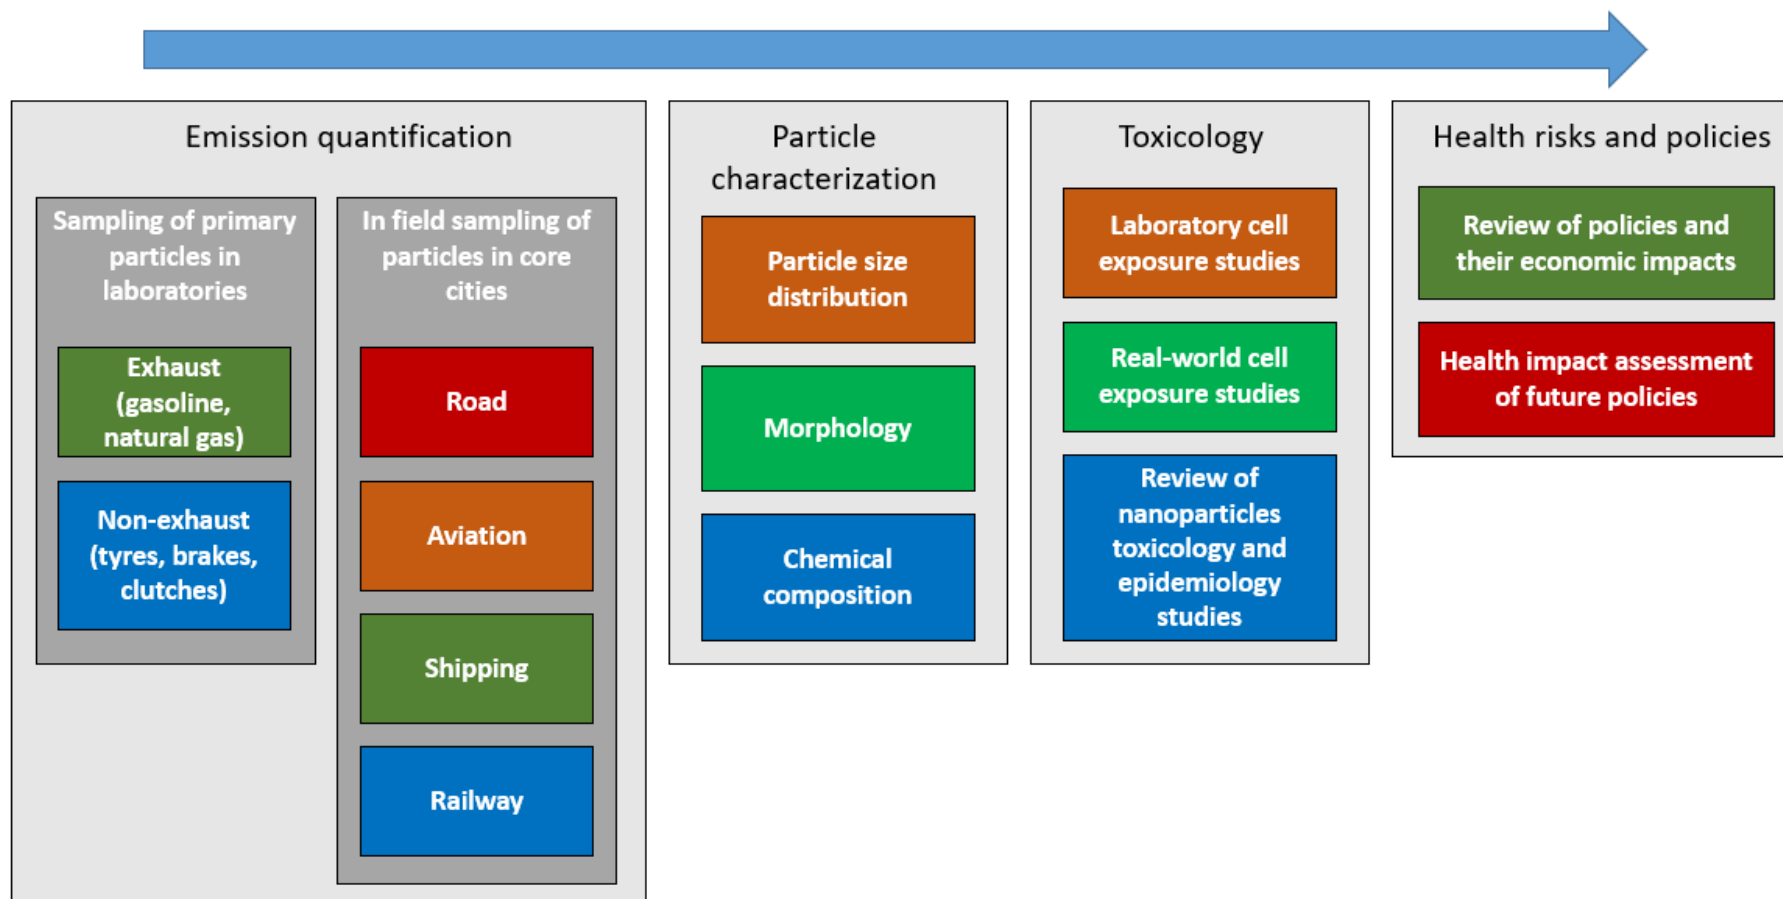 Emission quantification
Sampling of primary
particles in
laboratories
Exhaust
(gasoline,
natural gas)
Non-exhaust
(tyres, brakes,
clutches)
In field sampling of
particles in core
cities
Road
Aviation
Shipping
Railway
Particle
characterization
Particle size
distribution
Morphology
Chemical
composition
Toxicology
Laboratory cell
exposure studies
Real-world cell
exposure studies
Review of
nanoparticles
toxicology and
epidemiology
studies
Health risks and policies
Review of policies and
their economic impacts
Health impact assessment
of future policies